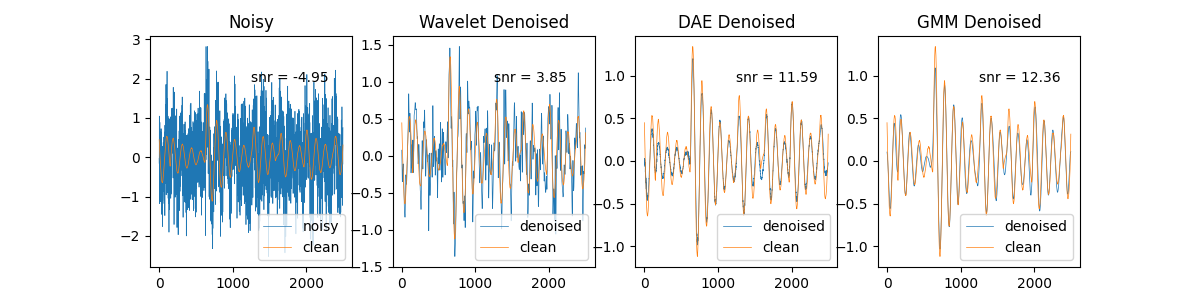 Noisy
3
2
1
0
−1
−2
0
1000
2000
snr = -4.95
noisy
clean
Wavelet Denoised
1.5
1.0
0.5
0.0
−0.5
−1.0
−1.5
0
1000
2000
snr = 3.85
denoised
clean
DAE Denoised
1.0
0.5
0.0
−0.5
−1.0
0
1000
2000
snr = 11.59
denoised
clean
GMM Denoised
1.0
0.5
0.0
−0.5
−1.0
0
1000
2000
snr = 12.36
denoised
clean